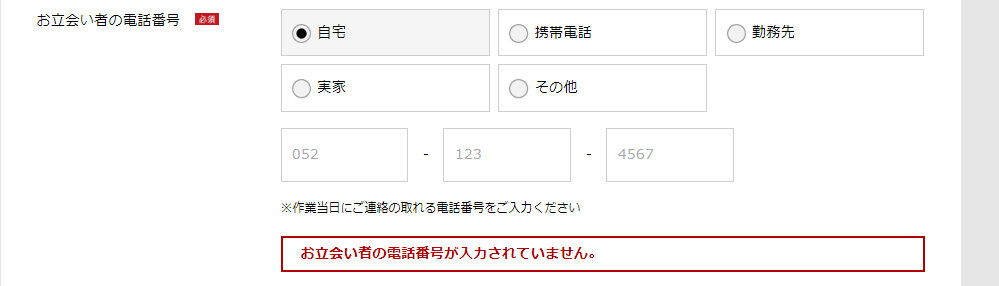 お立会い者の電話番号 必須
自宅 携帯電話 勤務先
実家 その他
052 - 123 - 4567
※作業当日にご連絡の取れる電話番号をご入力ください
お立会い者の電話番号が入力されていません。